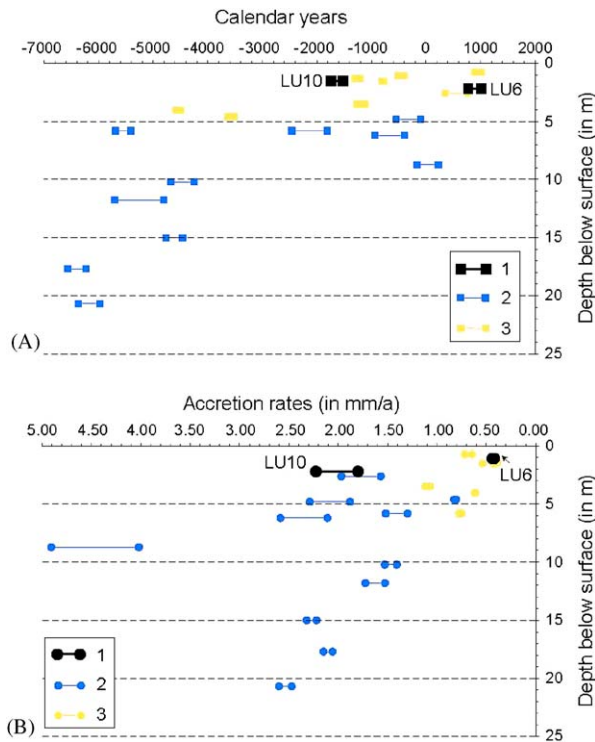 Calendar years
-7000 -6000 -5000 -4000 -3000 -2000 -1000 0 1000 2000
0
LU10
LU6
5
10
15
1
2
3
20
25
Depth below surface (in m)
(A)
Accretion rates (in mm/a)
5.00 4.50 4.00 3.50 3.00 2.50 2.00 1.50 1.00 0.50 0.00
0
LU10
LU6
5
10
15
1
2
3
20
25
Depth below surface (in m)
(B)